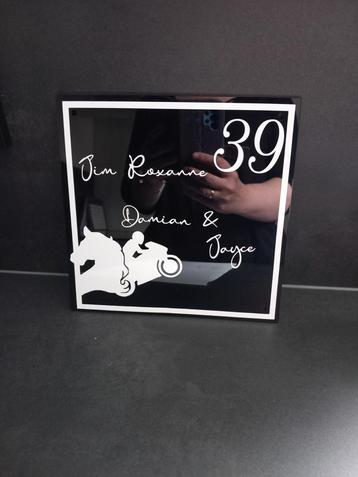 39
Jim Roxanne
Damian &
Jayce